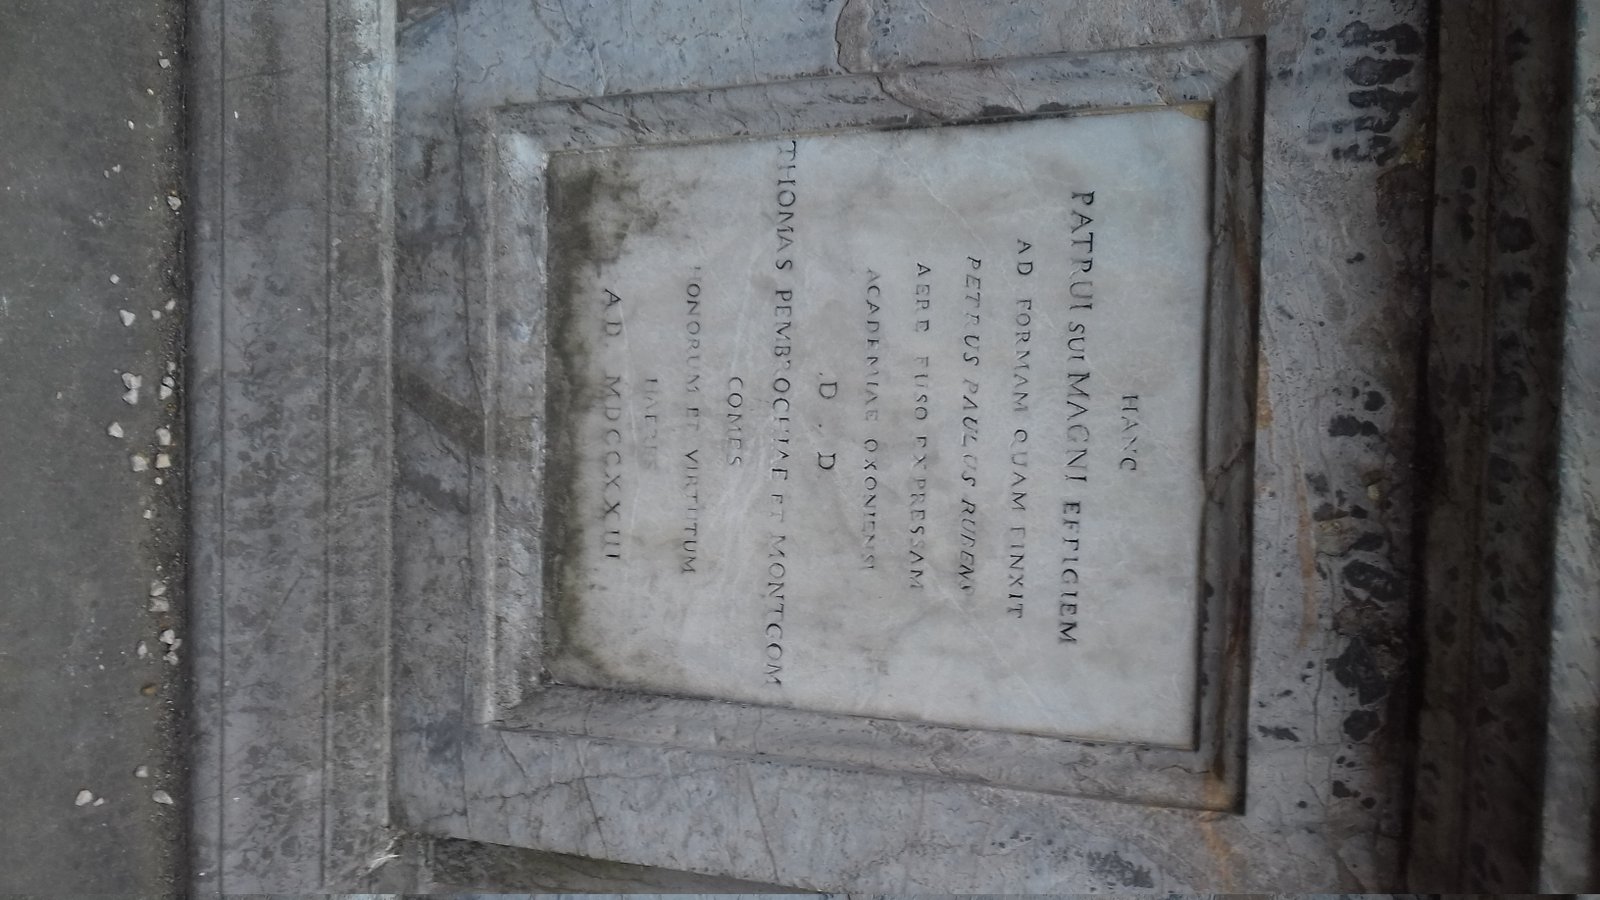 HANC
PATRUI SUI MAGNI EFFIGIEM
AD FORMAM QUAM FINXIT
PETRUS PAULUS RUBENS
AERE FUSO EXPRESSAM
ACADEMIAE OXONIENSI
D. D
THOMAS PEMBROCHIAE ET MONTGOM
COMES
HONORUM ET VIRTUTUM
HAERES
A D MDCCXXIII